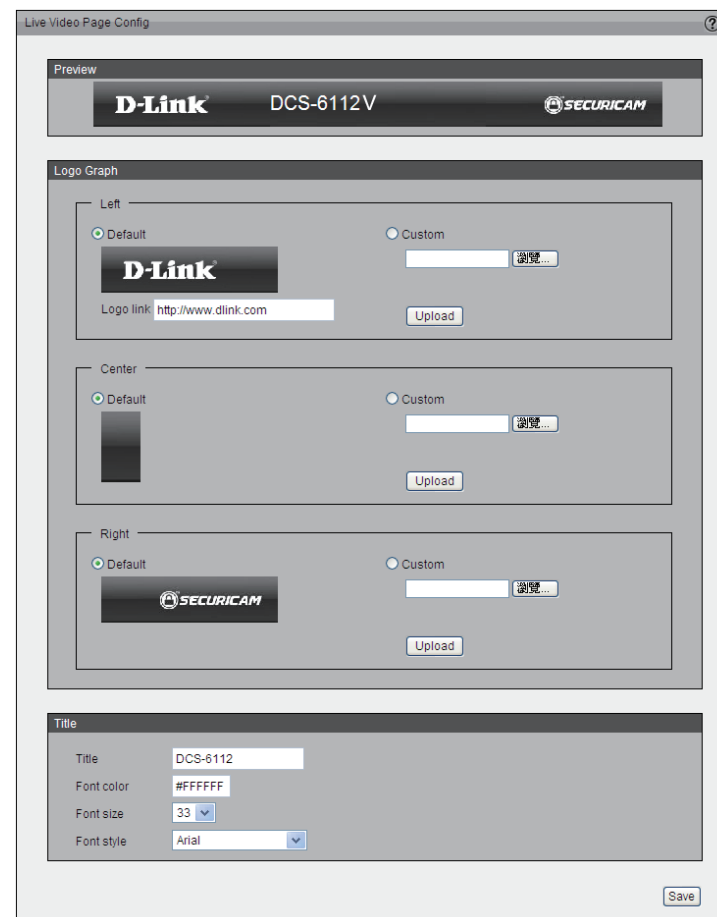 Live Video Page Config
?
Preview
D-Link DCS-6112V SECURICAM
Logo Graph
Left
Default Custom
D-Link
瀏覽...
Logo link http://www.dlink.com
Upload
Center
Default Custom
瀏覽...
Upload
Right
Default Custom
SECURICAM
瀏覽...
Upload
Title
Title DCS-6112
Font color #FFFFFF
Font size 33
Font style Arial
Save